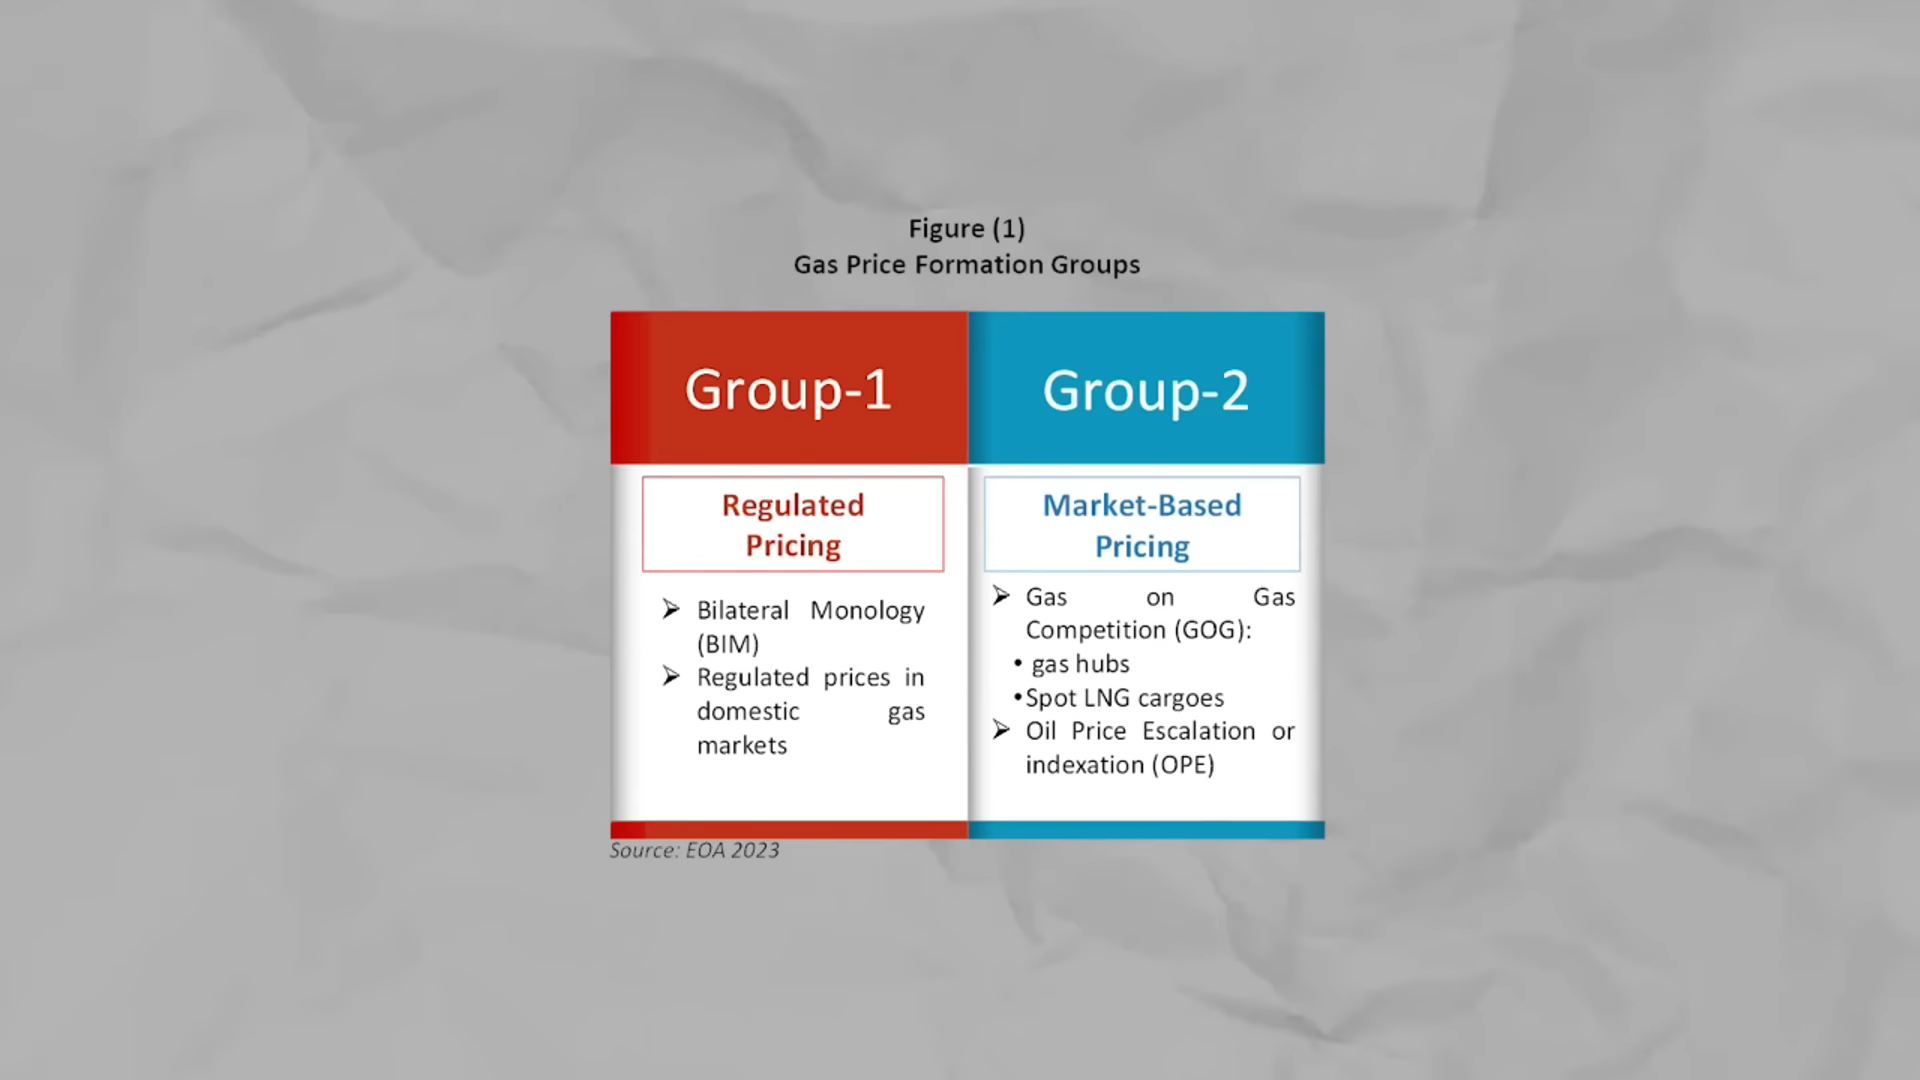 Figure (1)
Gas Price Formation Groups
Group-1
Regulated
Pricing
➢ Bilateral Monology
(BIM)
➢ Regulated prices in
domestic gas
markets
Group-2
Market-Based
Pricing
➢ Gas on Gas
Competition (GOG):
• gas hubs
•Spot LNG cargoes
➢ Oil Price Escalation or
indexation (OPE)
Source: EOA 2023